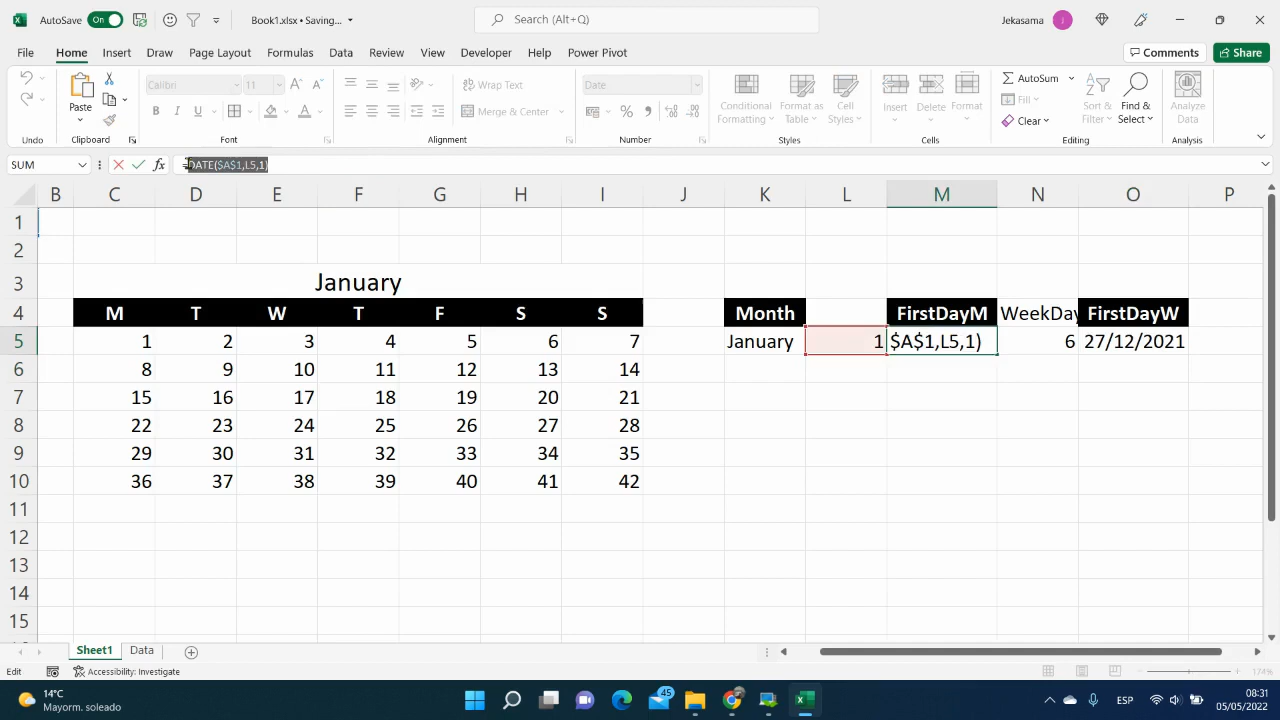 AutoSave On Book1.xlsx • Saving... Search (Alt+Q) Jekasama J
File Home Insert Draw Page Layout Formulas Data Review View Developer Help Power Pivot Comments Share
Paste Calibri 11 Wrap Text Date Conditional Formatting Format Table Cell Styles Insert Delete Format AutoSum Fill Clear Sort & Filter Find & Select Analyze Data
B I U Merge & Center
Undo Clipboard Font Alignment Number Styles Cells Editing Analysis
SUM fx =DATE($A$1,L5,1)
B C D E F G H I J K L M N O P
1
2
3 January
4 M T W T F S S Month FirstDayM WeekDay FirstDayW
5 1 2 3 4 5 6 7 January 1 $A$1,L5,1) 6 27/12/2021
6 8 9 10 11 12 13 14
7 15 16 17 18 19 20 21
8 22 23 24 25 26 27 28
9 29 30 31 32 33 34 35
10 36 37 38 39 40 41 42
11
12
13
14
15
Sheet1 Data
Edit Accessibility: Investigate 174%
14°C
Mayorm. soleado
45
ESP
08:31
05/05/2022